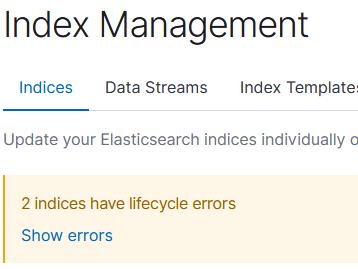 Index Management
Indices Data Streams Index Templates
Update your Elasticsearch indices individually o
2 indices have lifecycle errors
Show errors